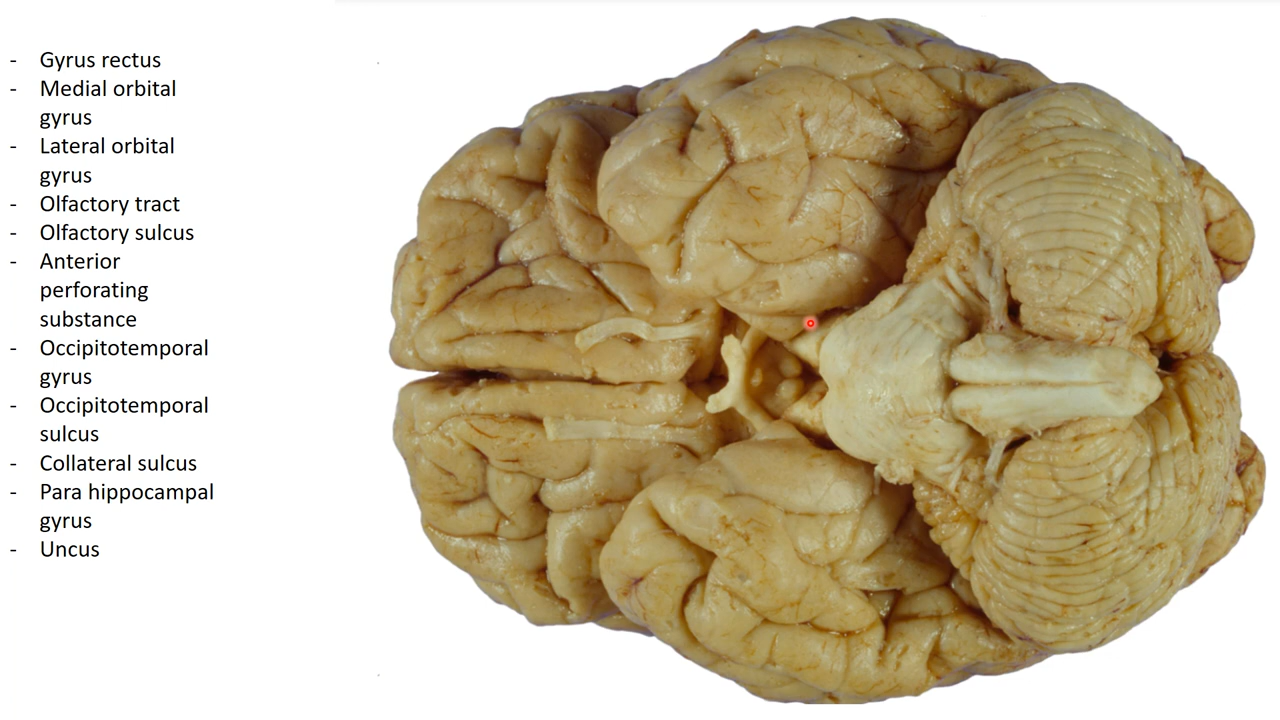 - Gyrus rectus
- Medial orbital
gyrus
- Lateral orbital
gyrus
- Olfactory tract
- Olfactory sulcus
- Anterior
perforating
substance
- Occipitotemporal
gyrus
- Occipitotemporal
sulcus
- Collateral sulcus
- Para hippocampal
gyrus
- Uncus